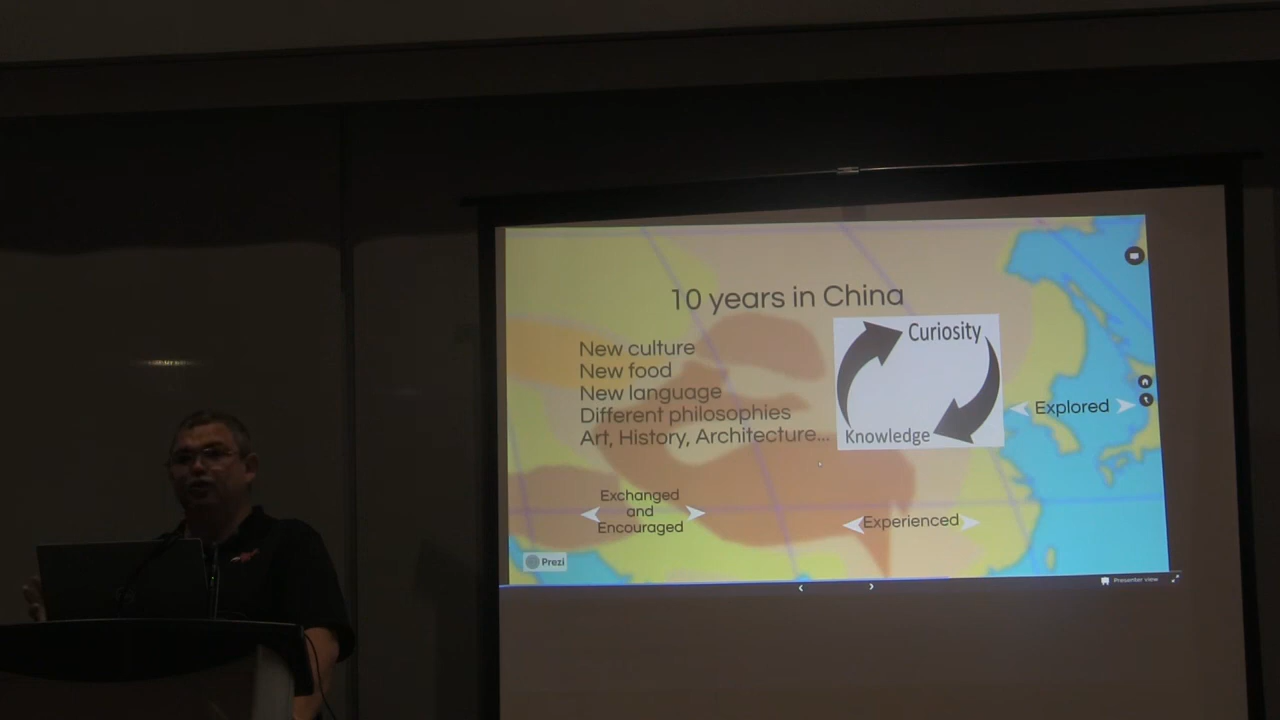 10 years in China
New culture
New food
New language
Different philosophies
Art, History, Architecture...
Curiosity
Knowledge
Explored
Exchanged
and
Encouraged
Experienced
Prezi
Presenter view